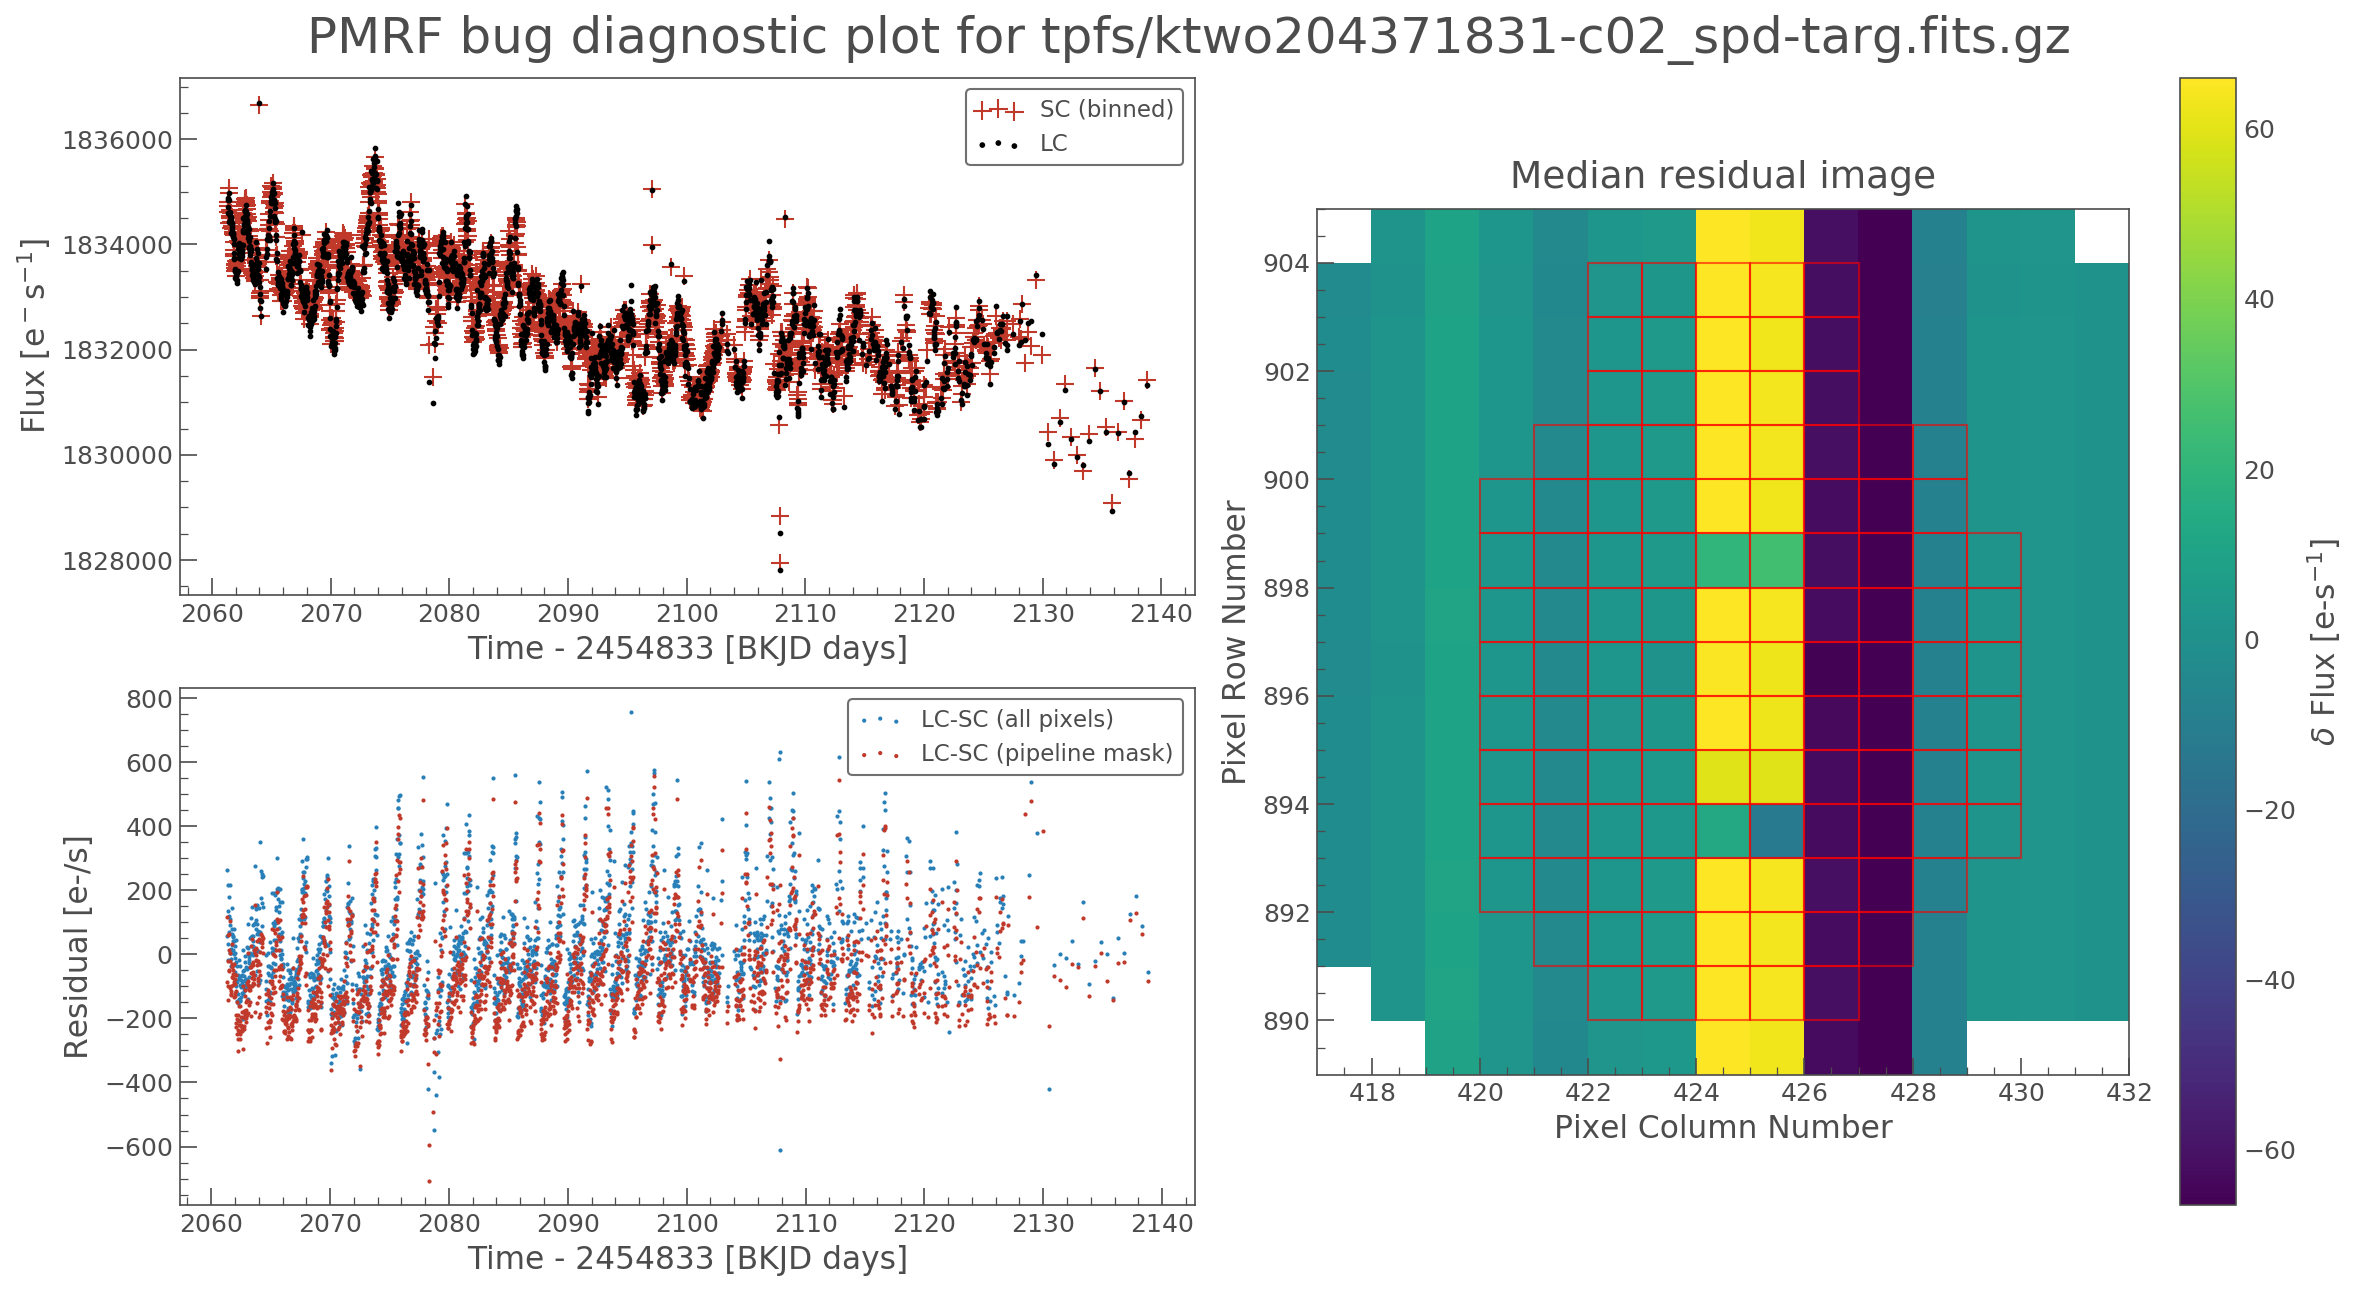 PMRF bug diagnostic plot for tpfs/ktwo204371831-c02_spd-targ.fits.gz
Flux [e⁻ s⁻¹]
1836000
1834000
1832000
1830000
1828000
SC (binned)
LC
2060 2070 2080 2090 2100 2110 2120 2130 2140
Time - 2454833 [BKJD days]
Residual [e-/s]
800
600
400
200
0
−200
−400
−600
LC-SC (all pixels)
LC-SC (pipeline mask)
2060 2070 2080 2090 2100 2110 2120 2130 2140
Time - 2454833 [BKJD days]
Median residual image
Pixel Row Number
904
902
900
898
896
894
892
890
418 420 422 424 426 428 430 432
Pixel Column Number
60
40
20
0
−20
−40
−60
δ Flux [e-s⁻¹]